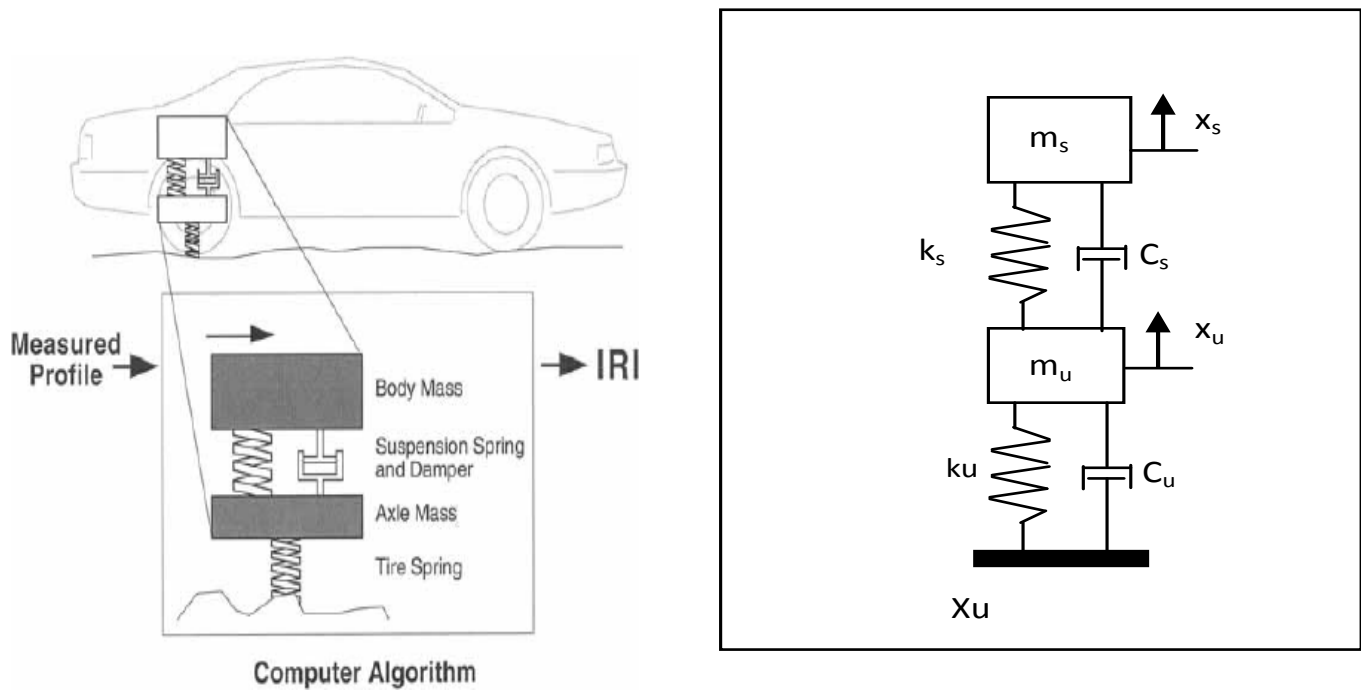 Measured
Profile
Body Mass
Suspension Spring
and Damper
Axle Mass
Tire Spring
IRI
Computer Algorithm
xₛ
mₛ
kₛ
Cₛ
xᵤ
mᵤ
ku
Cᵤ
Xu